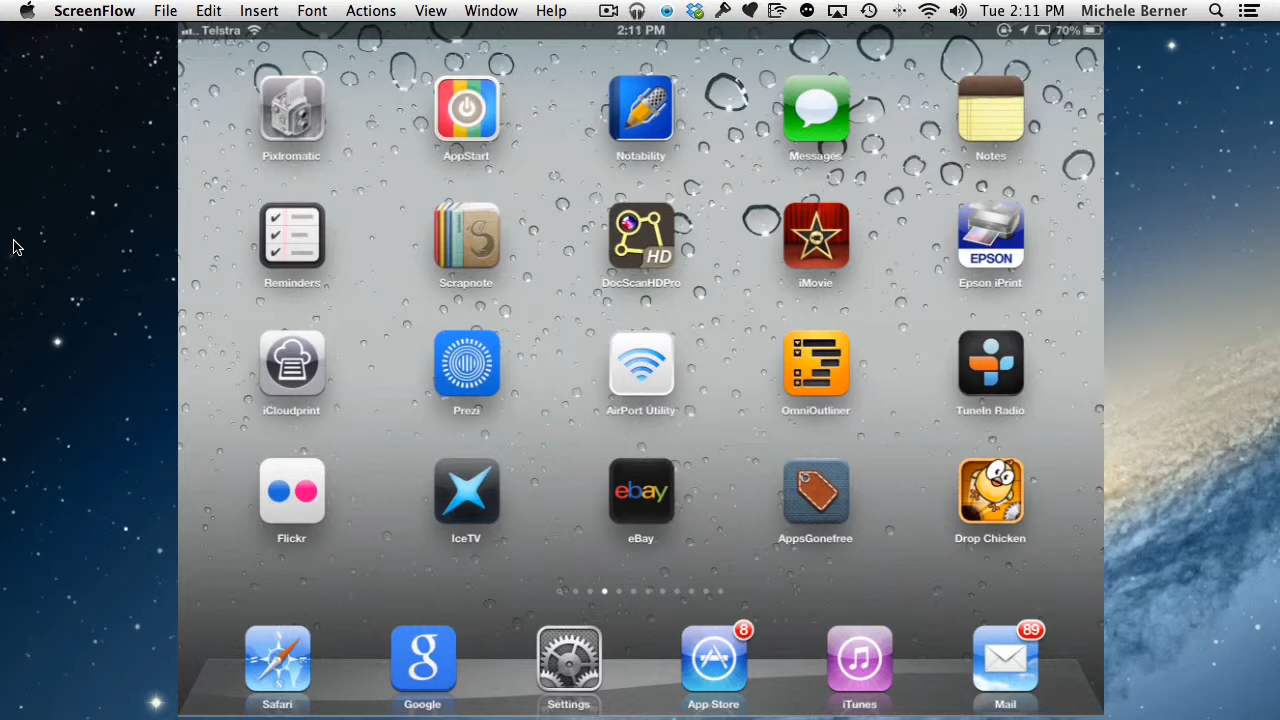 ScreenFlow File Edit Insert Font Actions View Window Help Tue 2:11 PM Michele Berner
Telstra 2:11 PM 70%
Pixlromatic AppStart Notability Messages Notes
HD EPSON
Reminders Scrapnote DocScanHDPro iMovie Epson iPrint
iCloudprint Prezi AirPort Utility OmniOutliner TuneIn Radio
ebay
Flickr IceTV eBay AppsGonefree Drop Chicken
g 8 89
Safari Google Settings App Store iTunes Mail